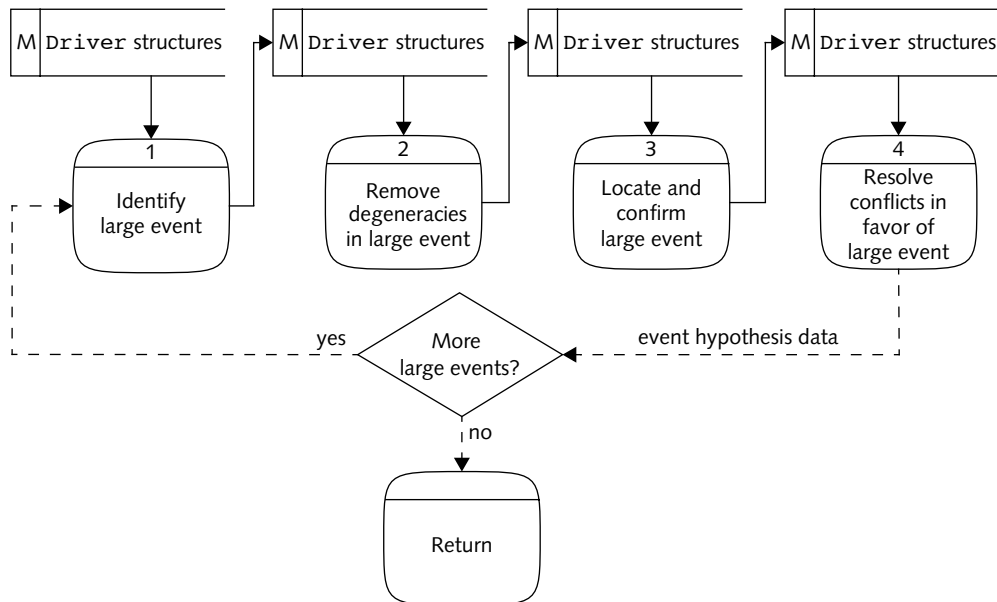 M Driver structures
M Driver structures
M Driver structures
M Driver structures
1
Identify
large event
2
Remove
degeneracies
in large event
3
Locate and
confirm
large event
4
Resolve
conflicts in
favor of
large event
yes
More
large events?
event hypothesis data
no
Return